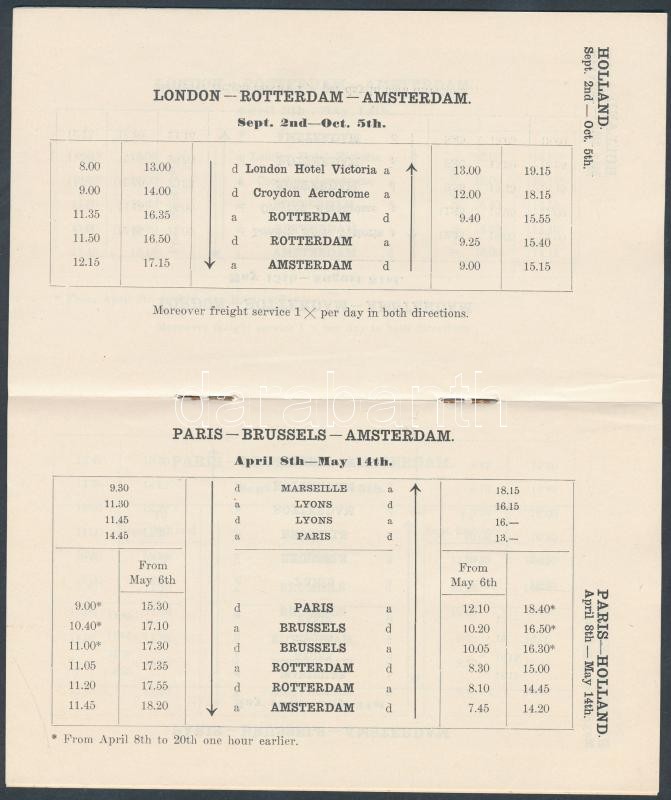 LONDON — ROTTERDAM — AMSTERDAM.
Sept. 2nd—Oct. 5th.
8.00 13.00 d London Hotel Victoria a 13.00 19.15
9.00 14.00 d Croydon Aerodrome a 12.00 18.15
11.35 16.35 a ROTTERDAM d 9.40 15.55
11.50 16.50 d ROTTERDAM a 9.25 15.40
12.15 17.15 a AMSTERDAM d 9.00 15.15
Moreover freight service 1 × per day in both directions.
HOLLAND.
Sept. 2nd — Oct. 5th.
darabanth
PARIS — BRUSSELS — AMSTERDAM.
April 8th—May 14th.
9.30 d MARSEILLE a 18.15
11.30 a LYONS d 16.15
11.45 d LYONS a 16.—
14.45 a PARIS d 13.—
From From
May 6th May 6th
9.00* 15.30 d PARIS a 12.10 18.40*
10.40* 17.10 a BRUSSELS d 10.20 16.50*
11.00* 17.30 d BRUSSELS a 10.05 16.30*
11.05 17.35 a ROTTERDAM d 8.30 15.00
11.20 17.55 d ROTTERDAM a 8.10 14.45
11.45 18.20 a AMSTERDAM d 7.45 14.20
* From April 8th to 20th one hour earlier.
PARIS—HOLLAND.
April 8th — May 14th.